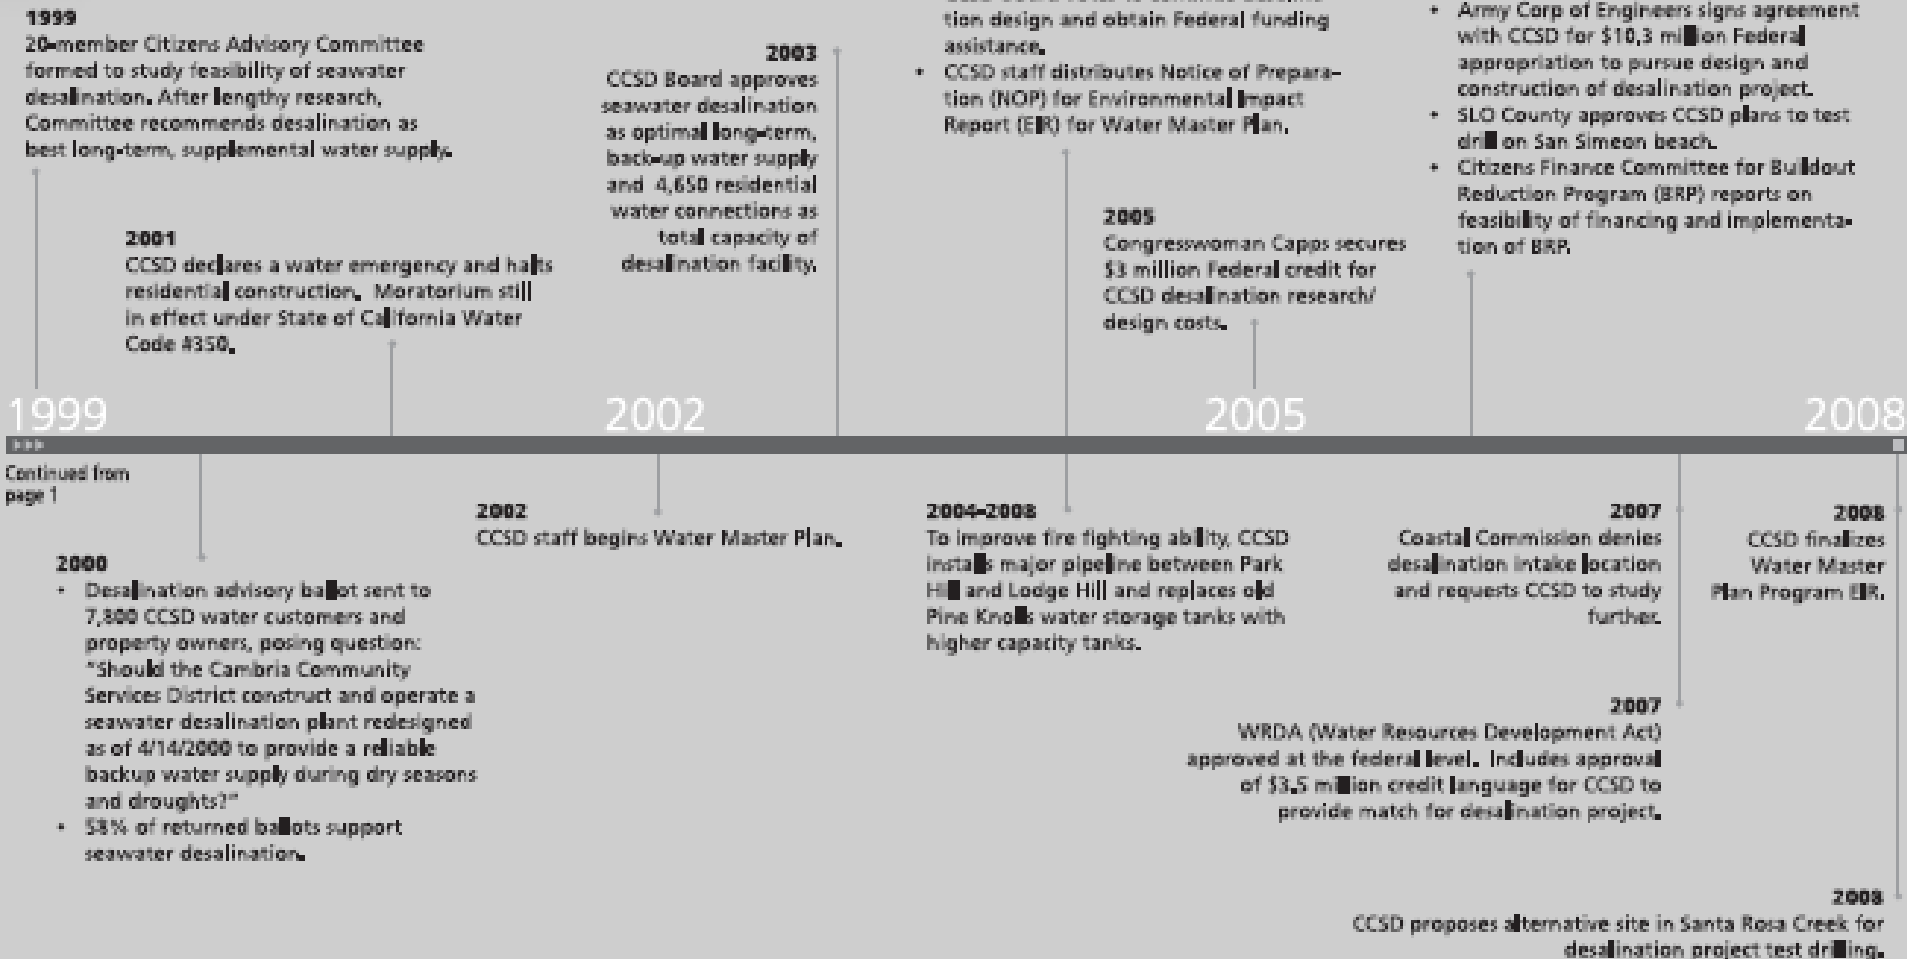 1999
20-member Citizens Advisory Committee
formed to study feasibility of seawater
desalination. After lengthy research,
Committee recommends desalination as
best long-term, supplemental water supply.
2001
CCSD declares a water emergency and halts
residential construction. Moratorium still
in effect under State of California Water
Code #350.
2003
CCSD Board approves
seawater desalination
as optimal long-term,
back-up water supply
and 4,650 residential
water connections as
total capacity of
desalination facility.
tion design and obtain Federal funding
assistance.
• CCSD staff distributes Notice of Prepara-
tion (NOP) for Environmental Impact
Report (EIR) for Water Master Plan.
2005
Congresswoman Capps secures
$3 million Federal credit for
CCSD desalination research/
design costs.
• Army Corp of Engineers signs agreement
with CCSD for $10.3 million Federal
appropriation to pursue design and
construction of desalination project.
• SLO County approves CCSD plans to test
drill on San Simeon beach.
• Citizens Finance Committee for Buildout
Reduction Program (BRP) reports on
feasibility of financing and implementa-
tion of BRP.
1999
2002
2005
2008
Continued from
page 1
2000
• Desalination advisory ballot sent to
7,800 CCSD water customers and
property owners, posing question:
"Should the Cambria Community
Services District construct and operate a
seawater desalination plant redesigned
as of 4/14/2000 to provide a reliable
backup water supply during dry seasons
and droughts?"
• 58% of returned ballots support
seawater desalination.
2002
CCSD staff begins Water Master Plan.
2004-2008
To improve fire fighting ability, CCSD
installs major pipeline between Park
Hill and Lodge Hill and replaces old
Pine Knolls water storage tanks with
higher capacity tanks.
2007
Coastal Commission denies
desalination intake location
and requests CCSD to study
further.
2008
CCSD finalizes
Water Master
Plan Program EIR.
2007
WRDA (Water Resources Development Act)
approved at the federal level. Includes approval
of $3.5 million credit language for CCSD to
provide match for desalination project.
2008
CCSD proposes alternative site in Santa Rosa Creek for
desalination project test drilling.